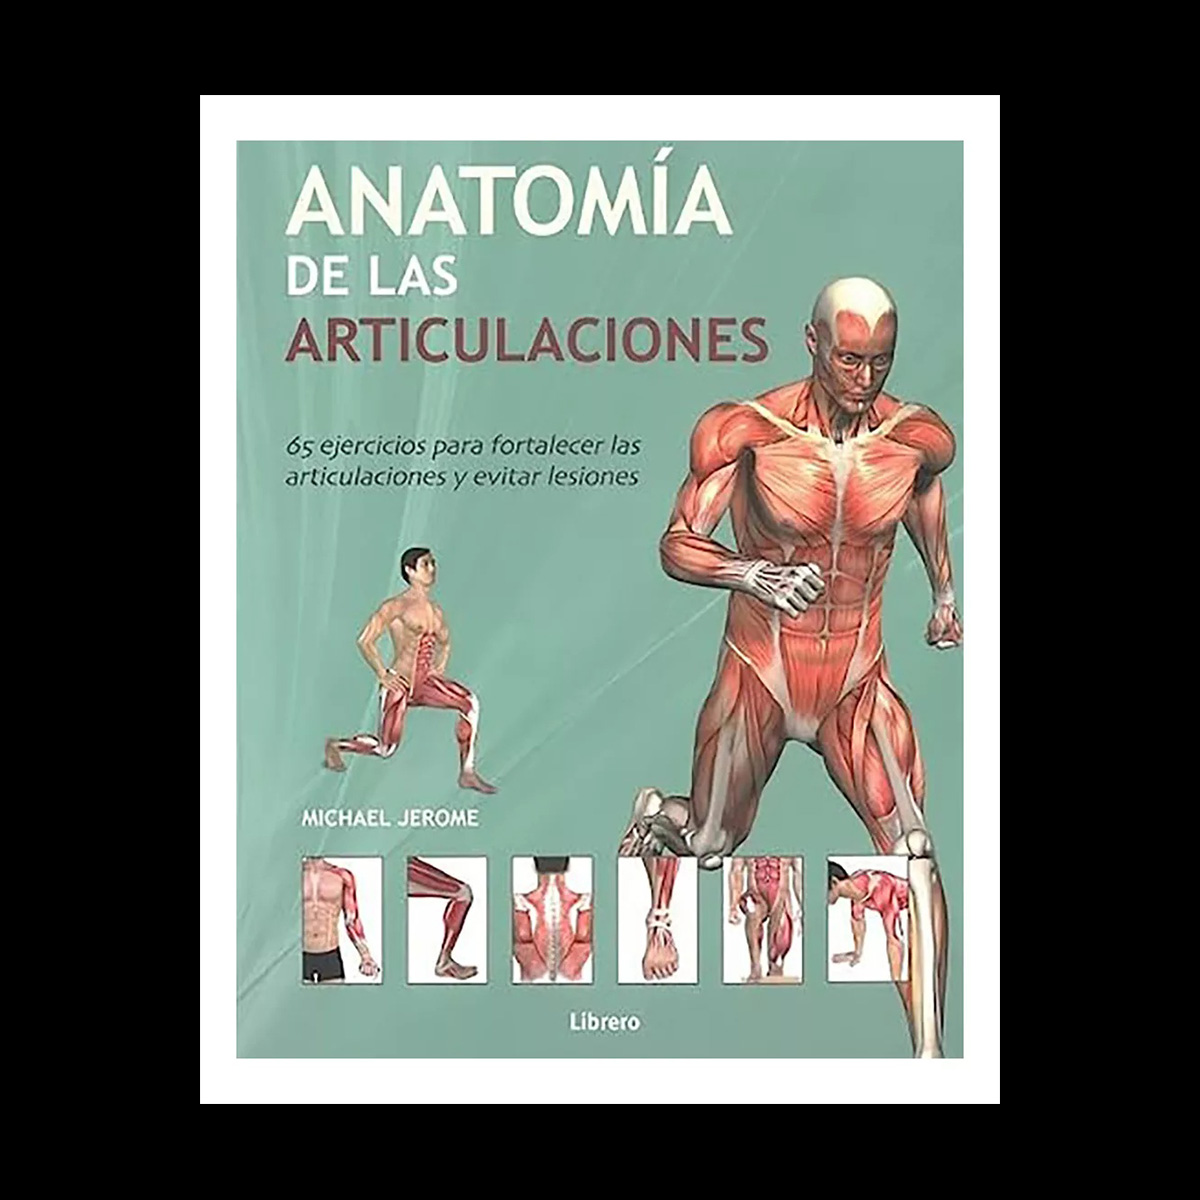 ANATOMÍA
DE LAS
ARTICULACIONES
65 ejercicios para fortalecer las
articulaciones y evitar lesiones
MICHAEL JEROME
Librero